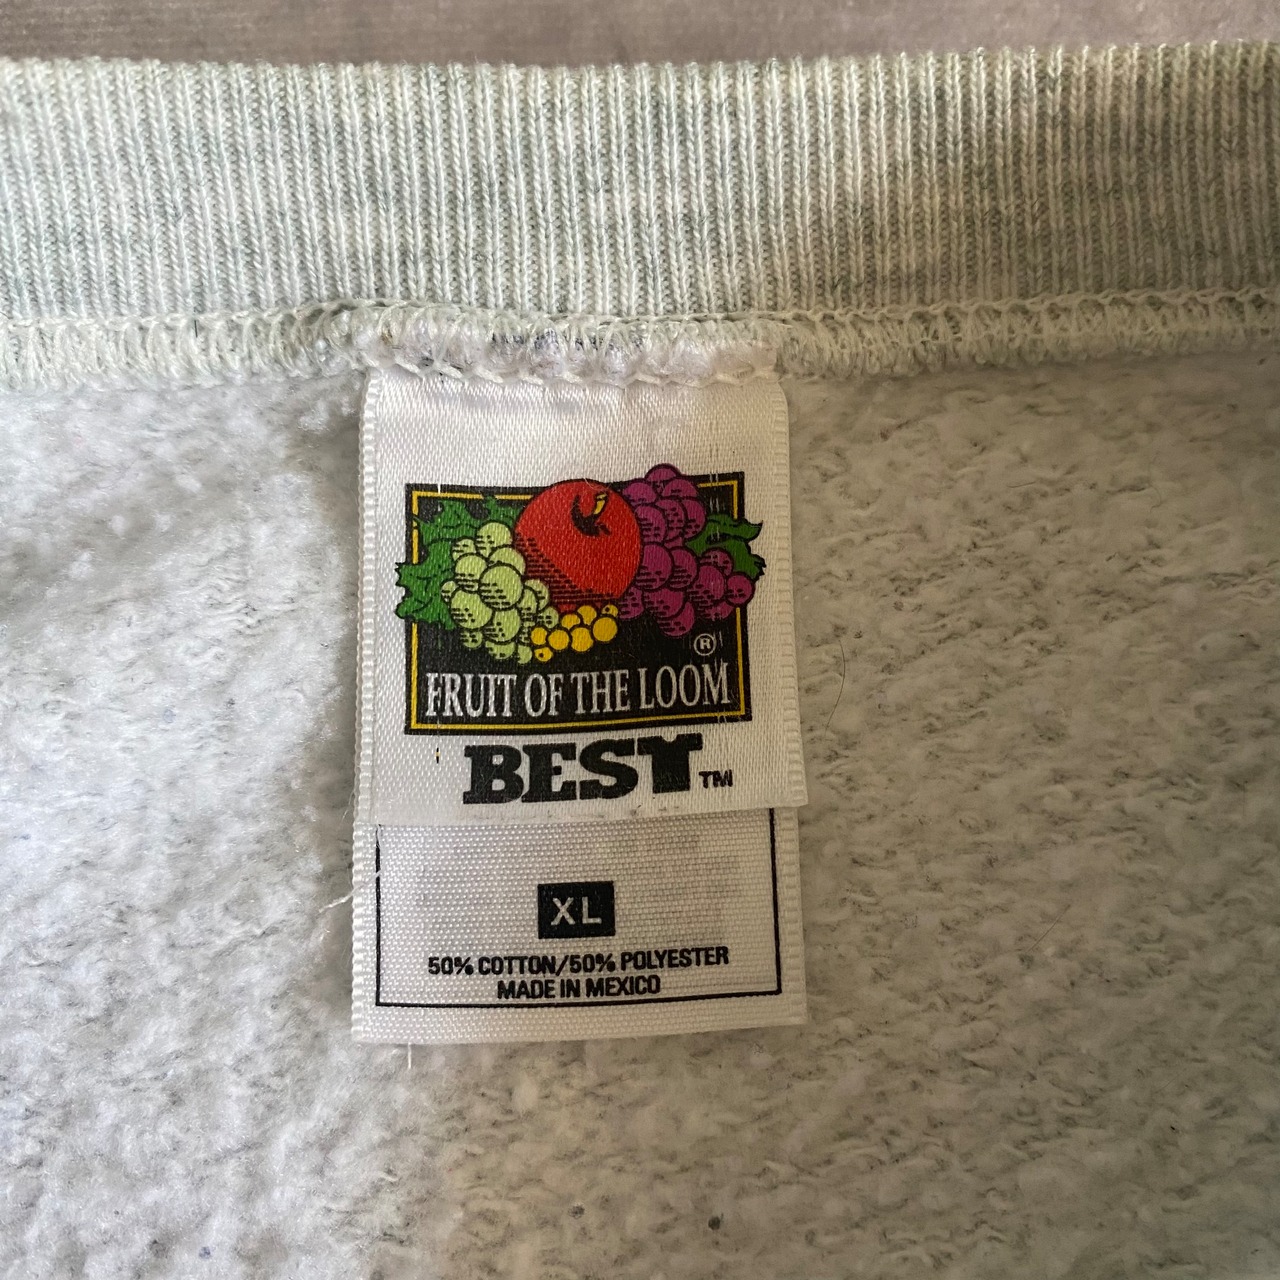 ®
FRUIT OF THE LOOM
BEST™
XL
50% COTTON/50% POLYESTER
MADE IN MEXICO